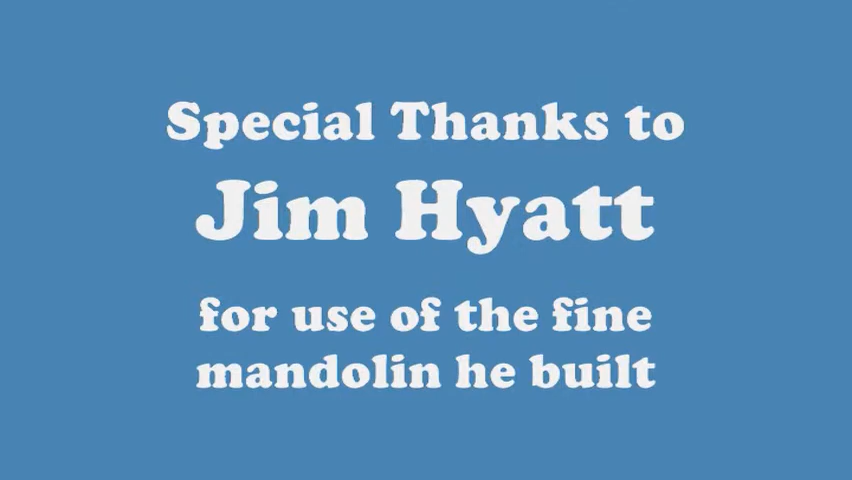 Special Thanks to
Jim Hyatt
for use of the fine
mandolin he built